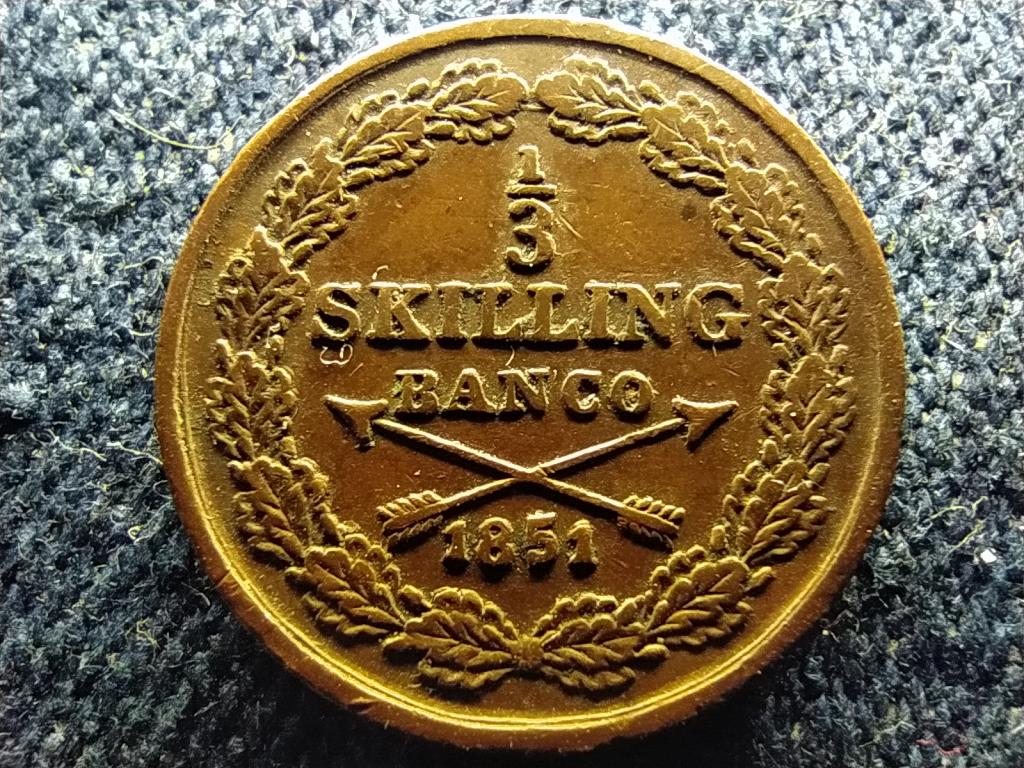 1/3
SKILLING
BANCO
1851